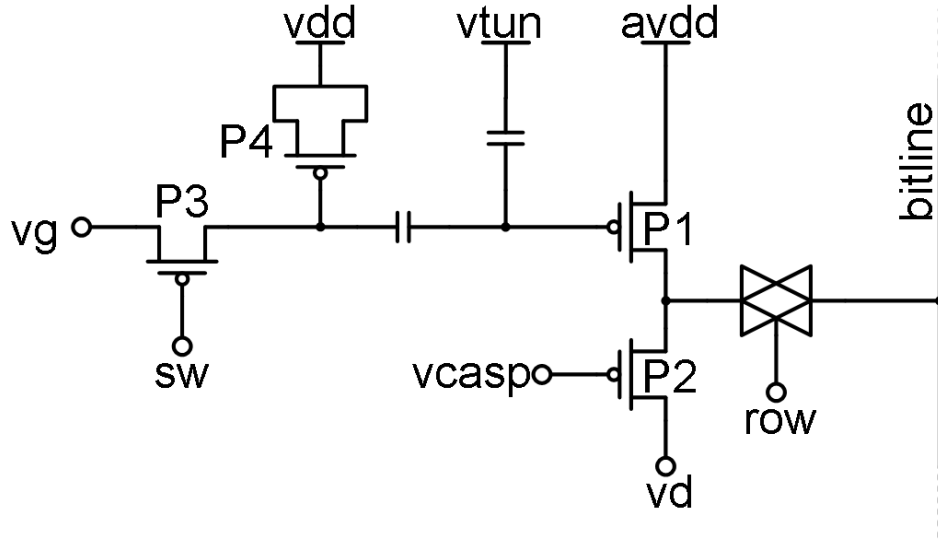 vdd
vtun
avdd
P4
bitline
P3
vg
P1
sw
vcasp
P2
row
vd